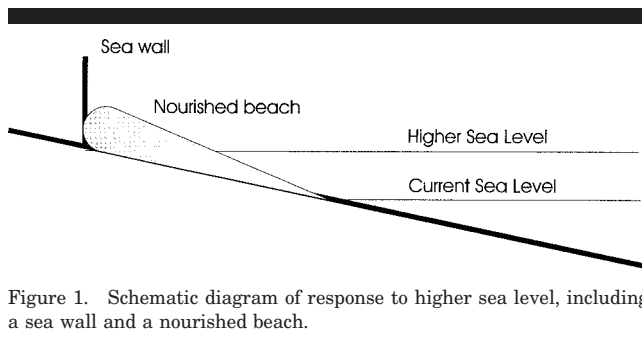 Sea wall
Nourished beach
Higher Sea Level
Current Sea Level
Figure 1. Schematic diagram of response to higher sea level, including
a sea wall and a nourished beach.